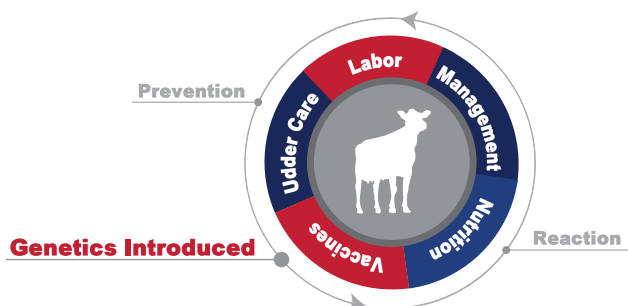 Labor
Management
Prevention
Udder Care
Nutrition
Vaccines
Genetics Introduced
Reaction